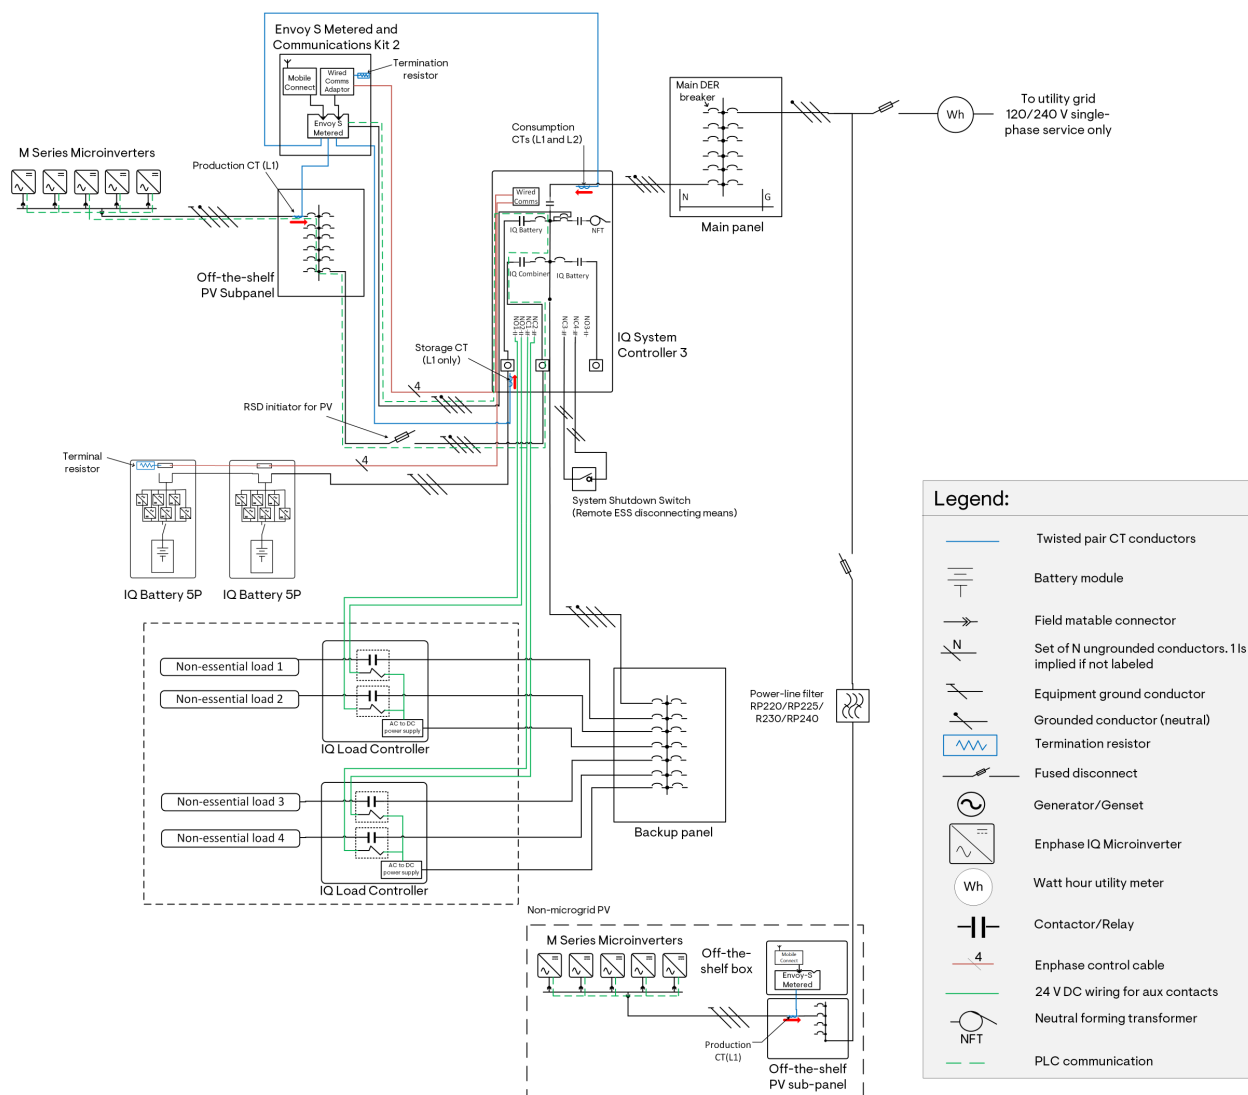 Envoy S Metered and
Communications Kit 2
Mobile
Connect
Wired
Comms
Adaptor
Termination
resistor
Envoy S
Metered
M Series Microinverters
Production CT (L1)
Off-the-shelf
PV Subpanel
Consumption
CTs (L1 and L2)
Wired
Comms
IQ Battery
NFT
IQ Combiner
IQ Battery
NO1
NO2
NC1
NC2
NC3
NC4
NO3
IQ System
Controller 3
Storage CT
(L1 only)
4
RSD initiator for PV
Main DER
breaker
N
G
Main panel
Wh
To utility grid
120/240 V single-
phase service only
Terminal
resistor
4
IQ Battery 5P
IQ Battery 5P
System Shutdown Switch
(Remote ESS disconnecting means)
Non-essential load 1
Non-essential load 2
AC to DC
power supply
IQ Load Controller
Non-essential load 3
Non-essential load 4
AC to DC
power supply
IQ Load Controller
Backup panel
Power-line filter
RP220/RP225/
R230/RP240
Non-microgrid PV
M Series Microinverters
Off-the-
shelf box
Mobile
Connect
Envoy-S
Metered
Production
CT(L1)
Off-the-shelf
PV sub-panel
Legend:
Twisted pair CT conductors
Battery module
Field matable connector
N
Set of N ungrounded conductors. 1 Is
implied if not labeled
Equipment ground conductor
Grounded conductor (neutral)
Termination resistor
Fused disconnect
Generator/Genset
Enphase IQ Microinverter
Wh
Watt hour utility meter
Contactor/Relay
4
Enphase control cable
24 V DC wiring for aux contacts
Neutral forming transformer
NFT
PLC communication